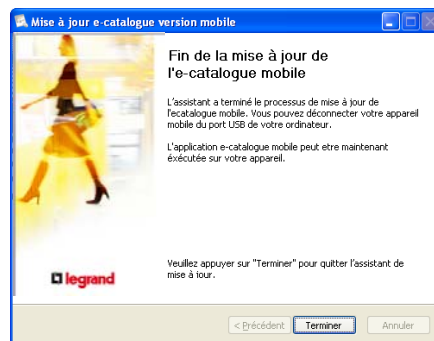 Mise à jour e-catalogue version mobile
Fin de la mise à jour de
l'e-catalogue mobile
L'assistant a terminé le processus de mise à jour de
l'ecatalogue mobile. Vous pouvez déconnecter votre appareil
mobile du port USB de votre ordinateur.
L'application e-catalogue mobile peut etre maintenant
éxécutée sur votre appareil.
legrand
Veuillez appuyer sur "Terminer" pour quitter l'assistant de
mise à jour.
< Précédent
Terminer
Annuler